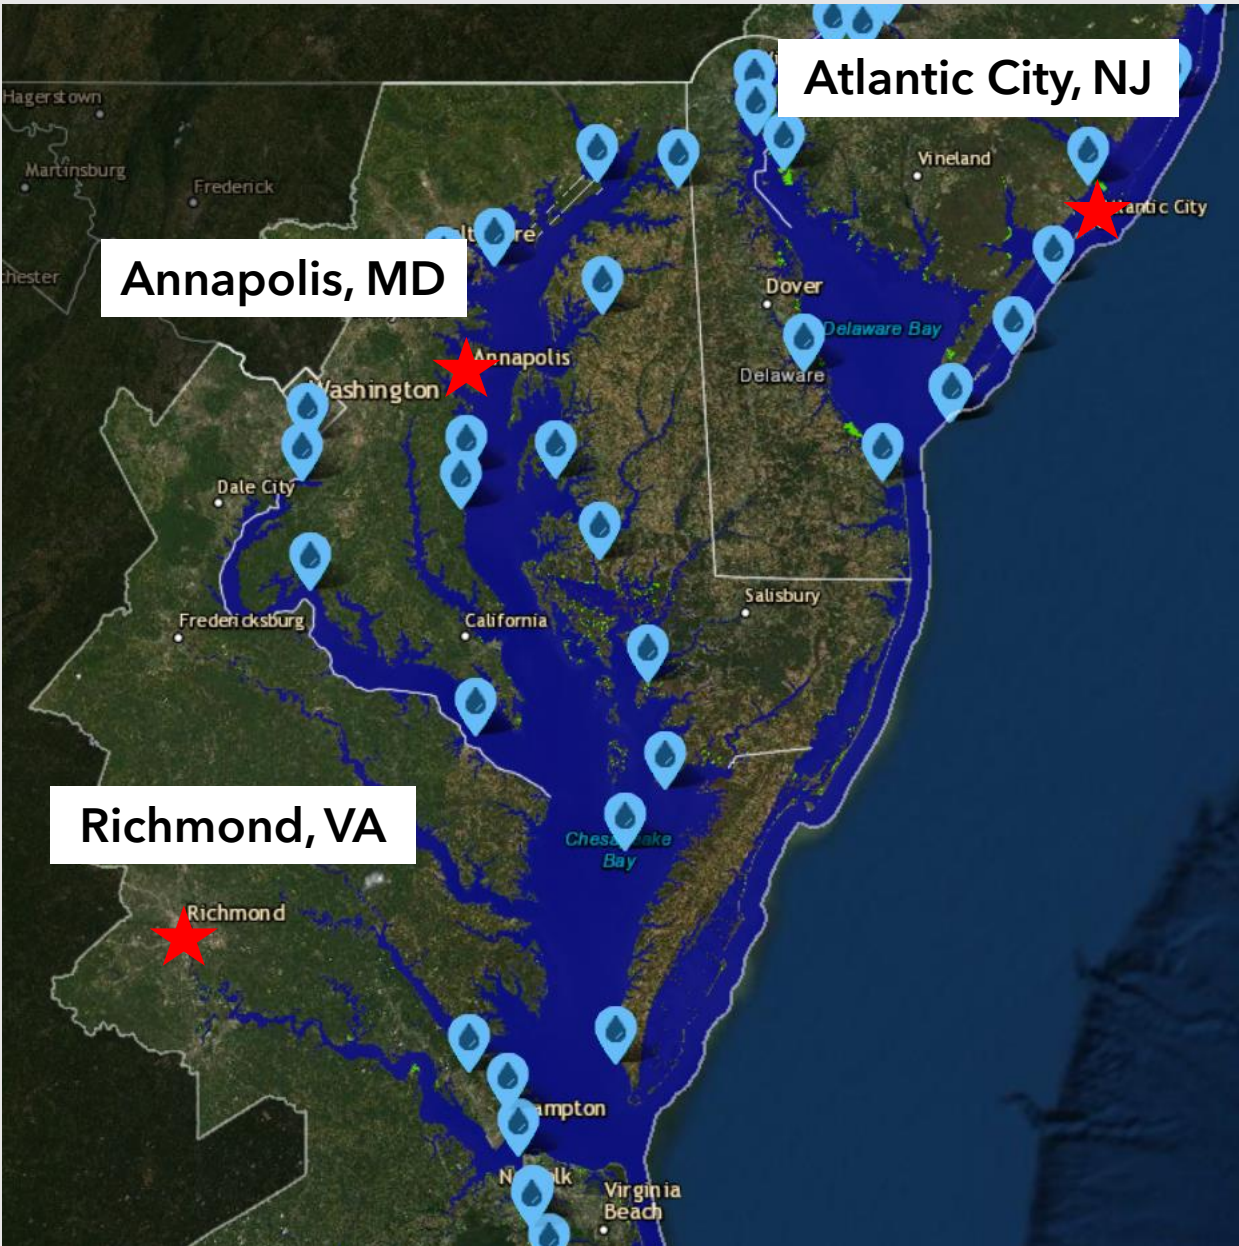 Atlantic City, NJ
Hagerstown
Vineland
Martinsburg
Frederick
Annapolis, MD
Dover
Delaware Bay
Annapolis
Delaware
Washington
Dale City
Salisbury
Fredericksburg
California
Richmond, VA
Bay
Richmond
Virginia
Beach